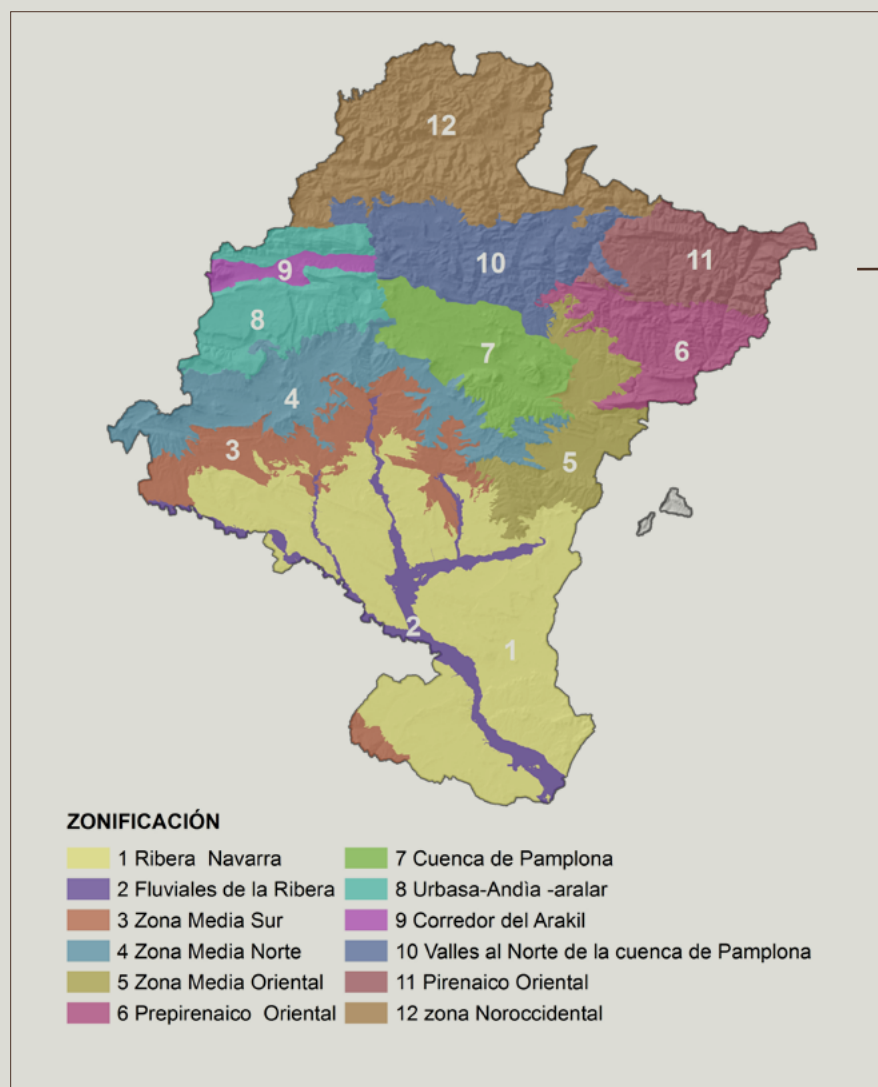 12
11
10
9
8
7
6
4
3
5
2
1
ZONIFICACIÓN
1 Ribera Navarra
2 Fluviales de la Ribera
3 Zona Media Sur
4 Zona Media Norte
5 Zona Media Oriental
6 Prepirenaico Oriental
7 Cuenca de Pamplona
8 Urbasa-Andìa -aralar
9 Corredor del Arakil
10 Valles al Norte de la cuenca de Pamplona
11 Pirenaico Oriental
12 zona Noroccidental